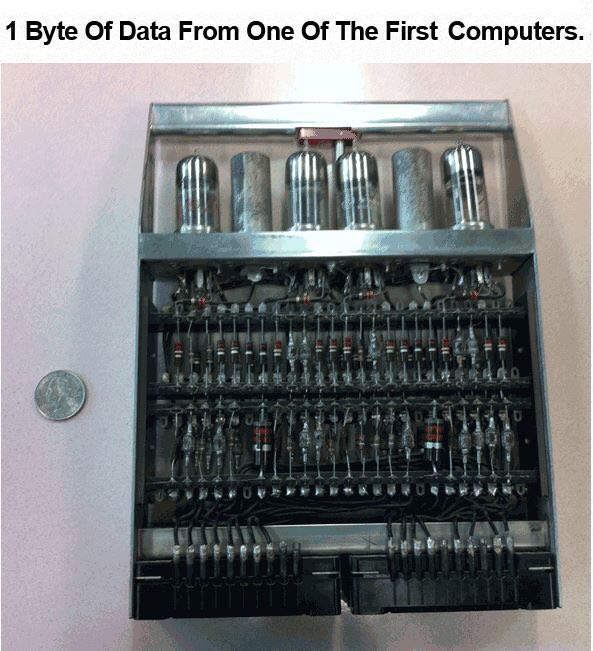 1 Byte Of Data From One Of The First Computers.